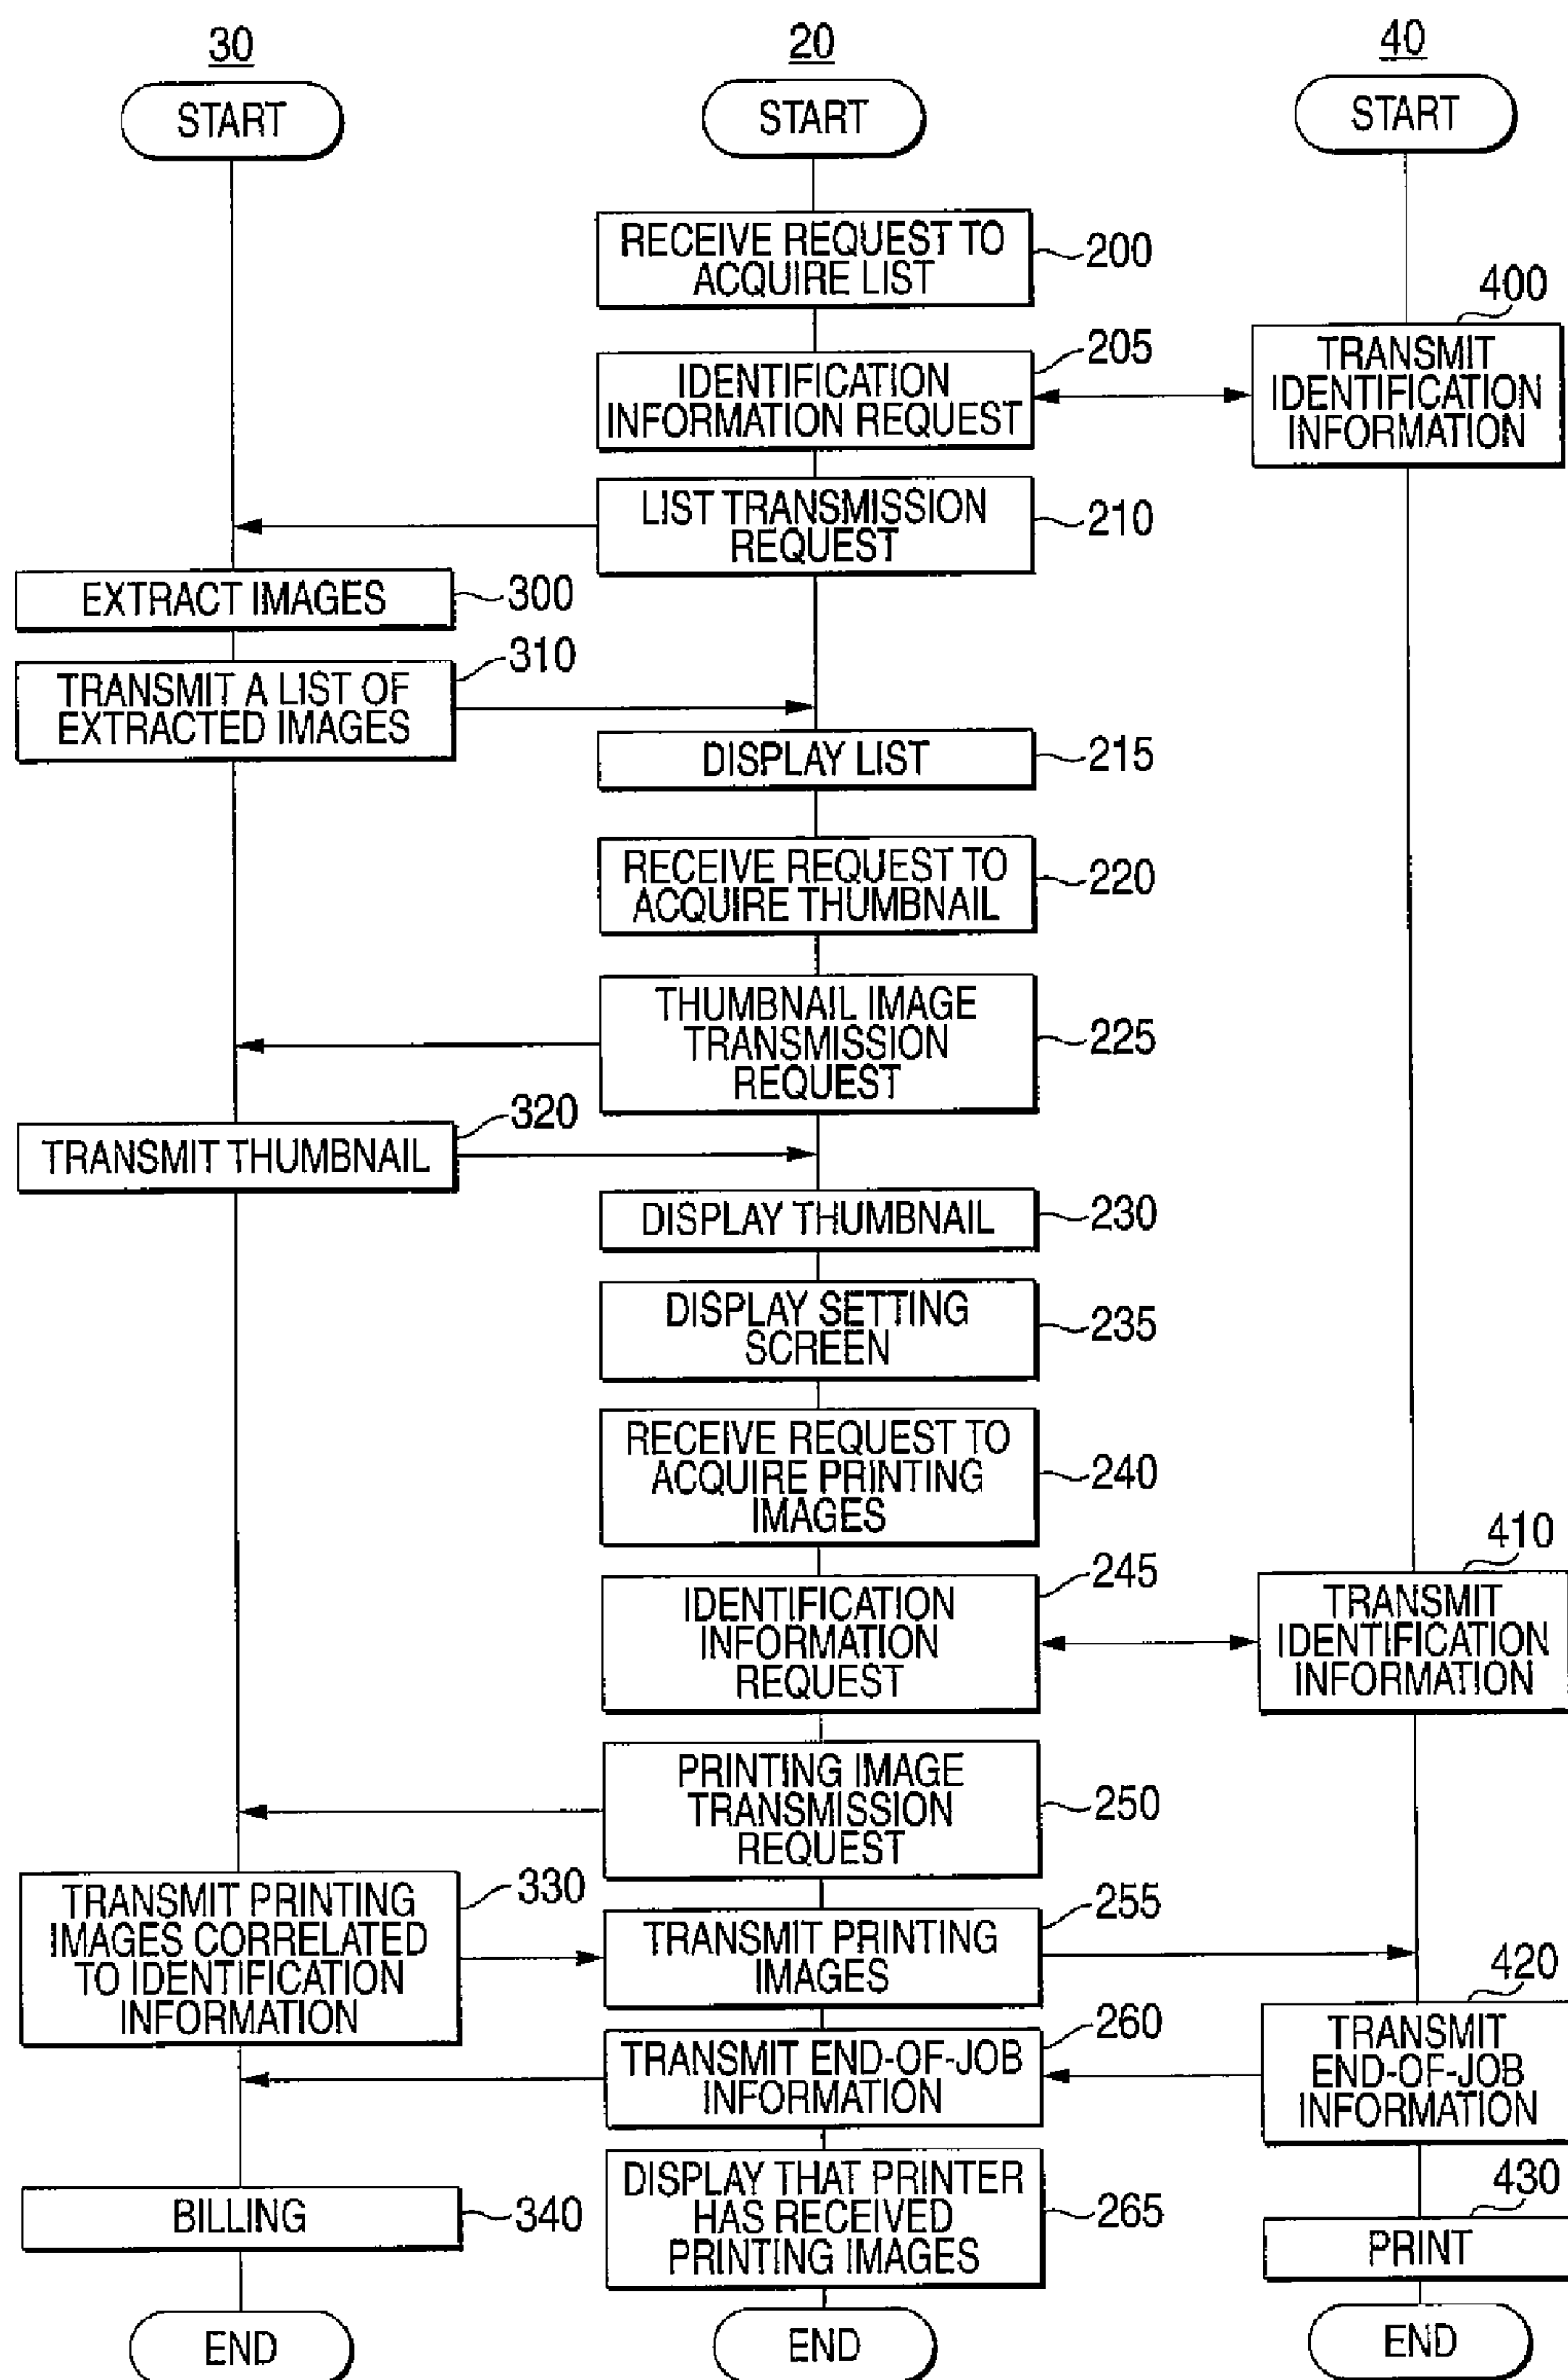 30
20
40
START
START
START
RECEIVE REQUEST TO
ACQUIRE LIST
200
400
TRANSMIT
IDENTIFICATION
INFORMATION
205
IDENTIFICATION
INFORMATION REQUEST
LIST TRANSMISSION
REQUEST
210
EXTRACT IMAGES
300
310
TRANSMIT A LIST OF
EXTRACTED IMAGES
DISPLAY LIST
215
RECEIVE REQUEST TO
ACQUIRE THUMBNAIL
220
THUMBNAIL IMAGE
TRANSMISSION
REQUEST
225
320
TRANSMIT THUMBNAIL
DISPLAY THUMBNAIL
230
DISPLAY SETTING
SCREEN
235
RECEIVE REQUEST TO
ACQUIRE PRINTING
IMAGES
240
245
IDENTIFICATION
INFORMATION
REQUEST
410
TRANSMIT
IDENTIFICATION
INFORMATION
PRINTING IMAGE
TRANSMISSION
REQUEST
250
330
TRANSMIT PRINTING
IMAGES CORRELATED
TO IDENTIFICATION
INFORMATION
255
TRANSMIT PRINTING
IMAGES
420
TRANSMIT
END-OF-JOB
INFORMATION
260
TRANSMIT END-OF-JOB
INFORMATION
DISPLAY THAT PRINTER
HAS RECEIVED
PRINTING IMAGES
265
BILLING
340
430
PRINT
END
END
END